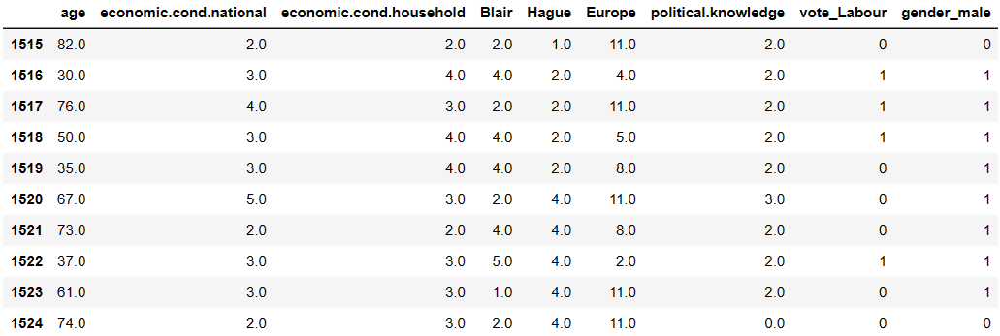 age economic.cond.national economic.cond.household Blair Hague Europe political.knowledge vote_Labour gender_male
1515 82.0 2.0 2.0 2.0 1.0 11.0 2.0 0 0
1516 30.0 3.0 4.0 4.0 2.0 4.0 2.0 1 1
1517 76.0 4.0 3.0 2.0 2.0 11.0 2.0 1 1
1518 50.0 3.0 4.0 4.0 2.0 5.0 2.0 1 1
1519 35.0 3.0 4.0 4.0 2.0 8.0 2.0 0 1
1520 67.0 5.0 3.0 2.0 4.0 11.0 3.0 0 1
1521 73.0 2.0 2.0 4.0 4.0 8.0 2.0 0 1
1522 37.0 3.0 3.0 5.0 4.0 2.0 2.0 1 1
1523 61.0 3.0 3.0 1.0 4.0 11.0 2.0 0 1
1524 74.0 2.0 3.0 2.0 4.0 11.0 0.0 0 0